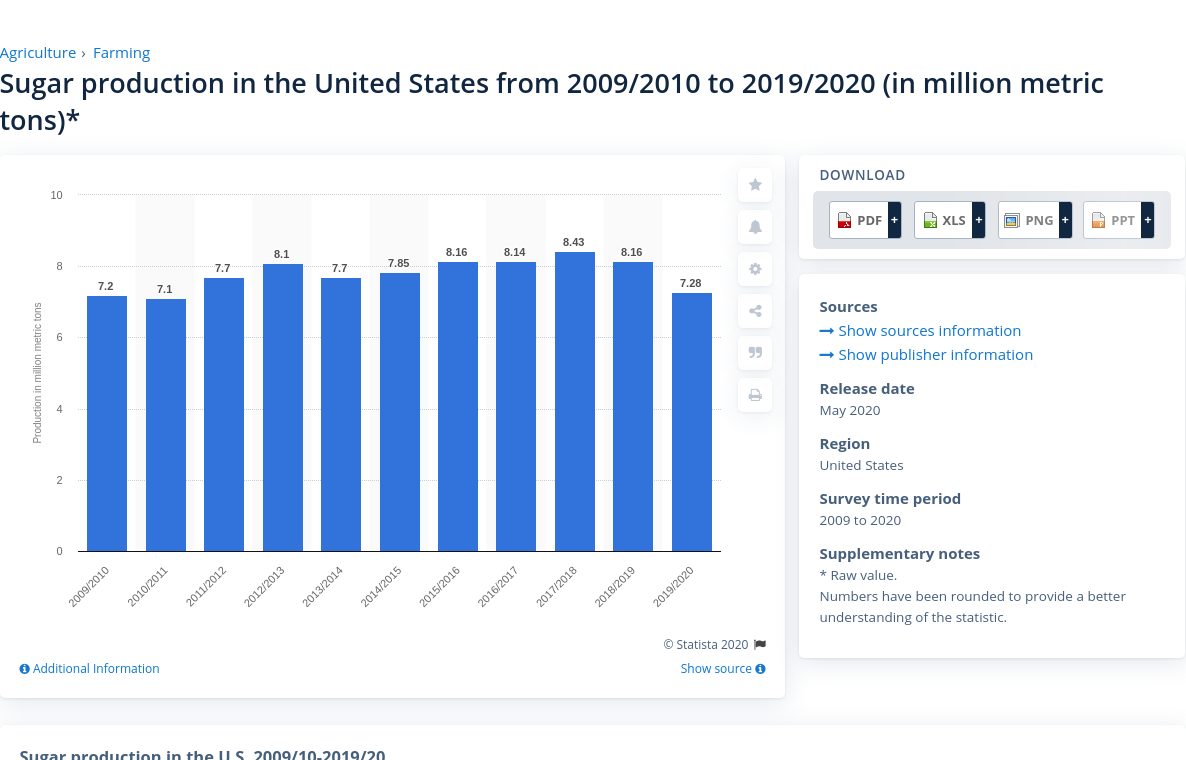 Agriculture › Farming
Sugar production in the United States from 2009/2010 to 2019/2020 (in million metric
tons)*
10
8
6
4
2
0
Production in million metric tons
7.2
7.1
7.7
8.1
7.7
7.85
8.16
8.14
8.43
8.16
7.28
2009/2010
2010/2011
2011/2012
2012/2013
2013/2014
2014/2015
2015/2016
2016/2017
2017/2018
2018/2019
2019/2020
© Statista 2020
Additional Information
Show source
DOWNLOAD
PDF +
XLS +
PNG +
PPT +
Sources
Show sources information
Show publisher information
Release date
May 2020
Region
United States
Survey time period
2009 to 2020
Supplementary notes
* Raw value.
Numbers have been rounded to provide a better
understanding of the statistic.
Sugar production in the U.S. 2009/10-2019/20